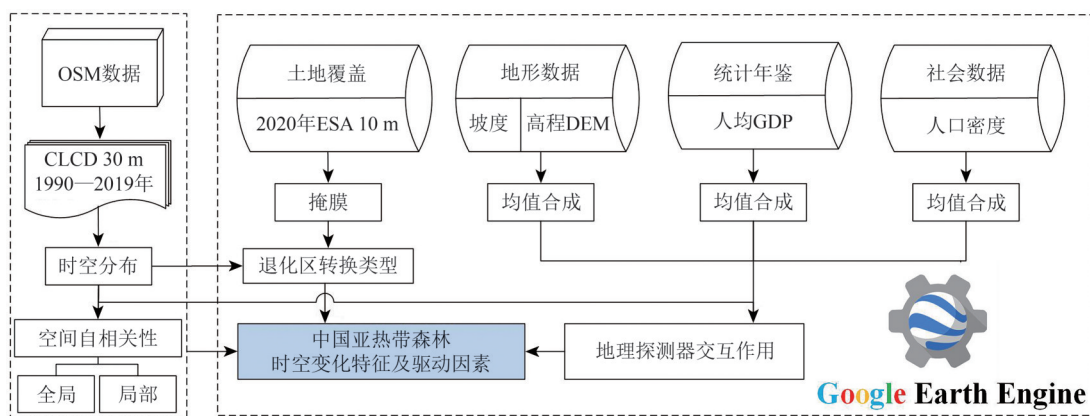 OSM数据
CLCD 30 m
1990—2019年
时空分布
空间自相关性
全局
局部
土地覆盖
2020年ESA 10 m
掩膜
退化区转换类型
中国亚热带森林
时空变化特征及驱动因素
地形数据
坡度
高程DEM
均值合成
统计年鉴
人均GDP
均值合成
社会数据
人口密度
均值合成
地理探测器交互作用
Google Earth Engine